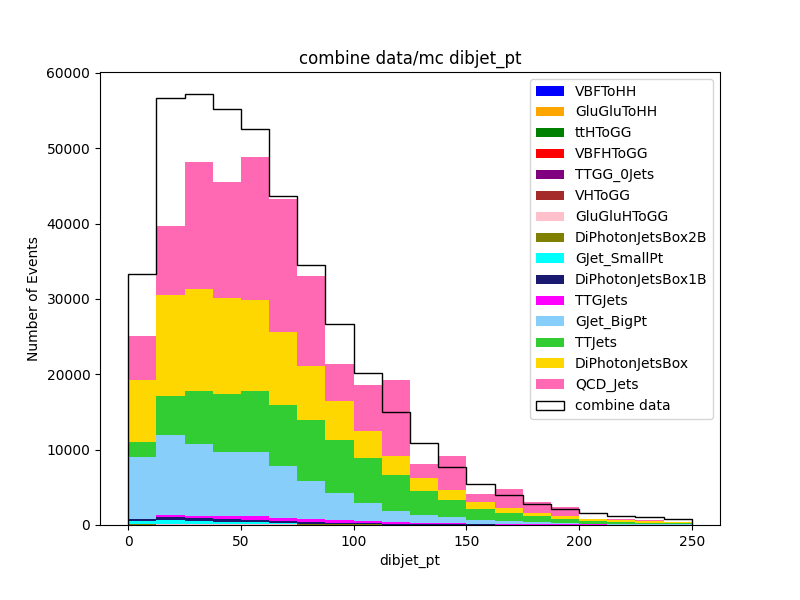 combine data/mc dibjet_pt
60000
50000
40000
30000
20000
10000
0
Number of Events
0
50
100
150
200
250
dibjet_pt
VBFToHH
GluGluToHH
ttHToGG
VBFHToGG
TTGG_0Jets
VHToGG
GluGluHToGG
DiPhotonJetsBox2B
GJet_SmallPt
DiPhotonJetsBox1B
TTGJets
GJet_BigPt
TTJets
DiPhotonJetsBox
QCD_Jets
combine data